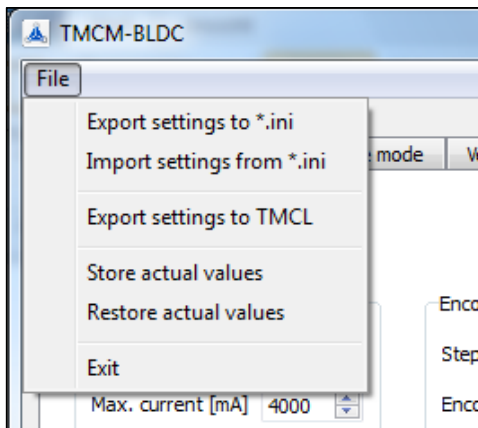 TMCM-BLDC
File
Export settings to *.ini
Import settings from *.ini
mode
Export settings to TMCL
Store actual values
Restore actual values
Exit
Max. current [mA] 4000